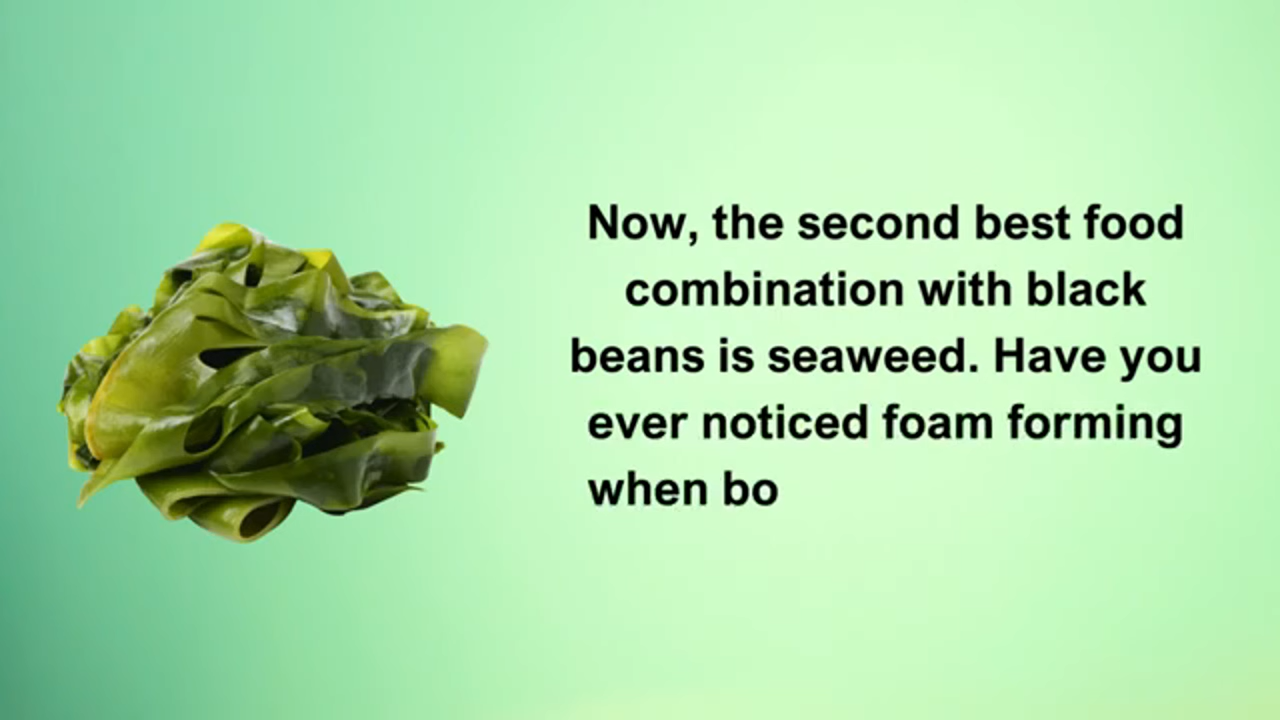 Now, the second best food
combination with black
beans is seaweed. Have you
ever noticed foam forming
when bo